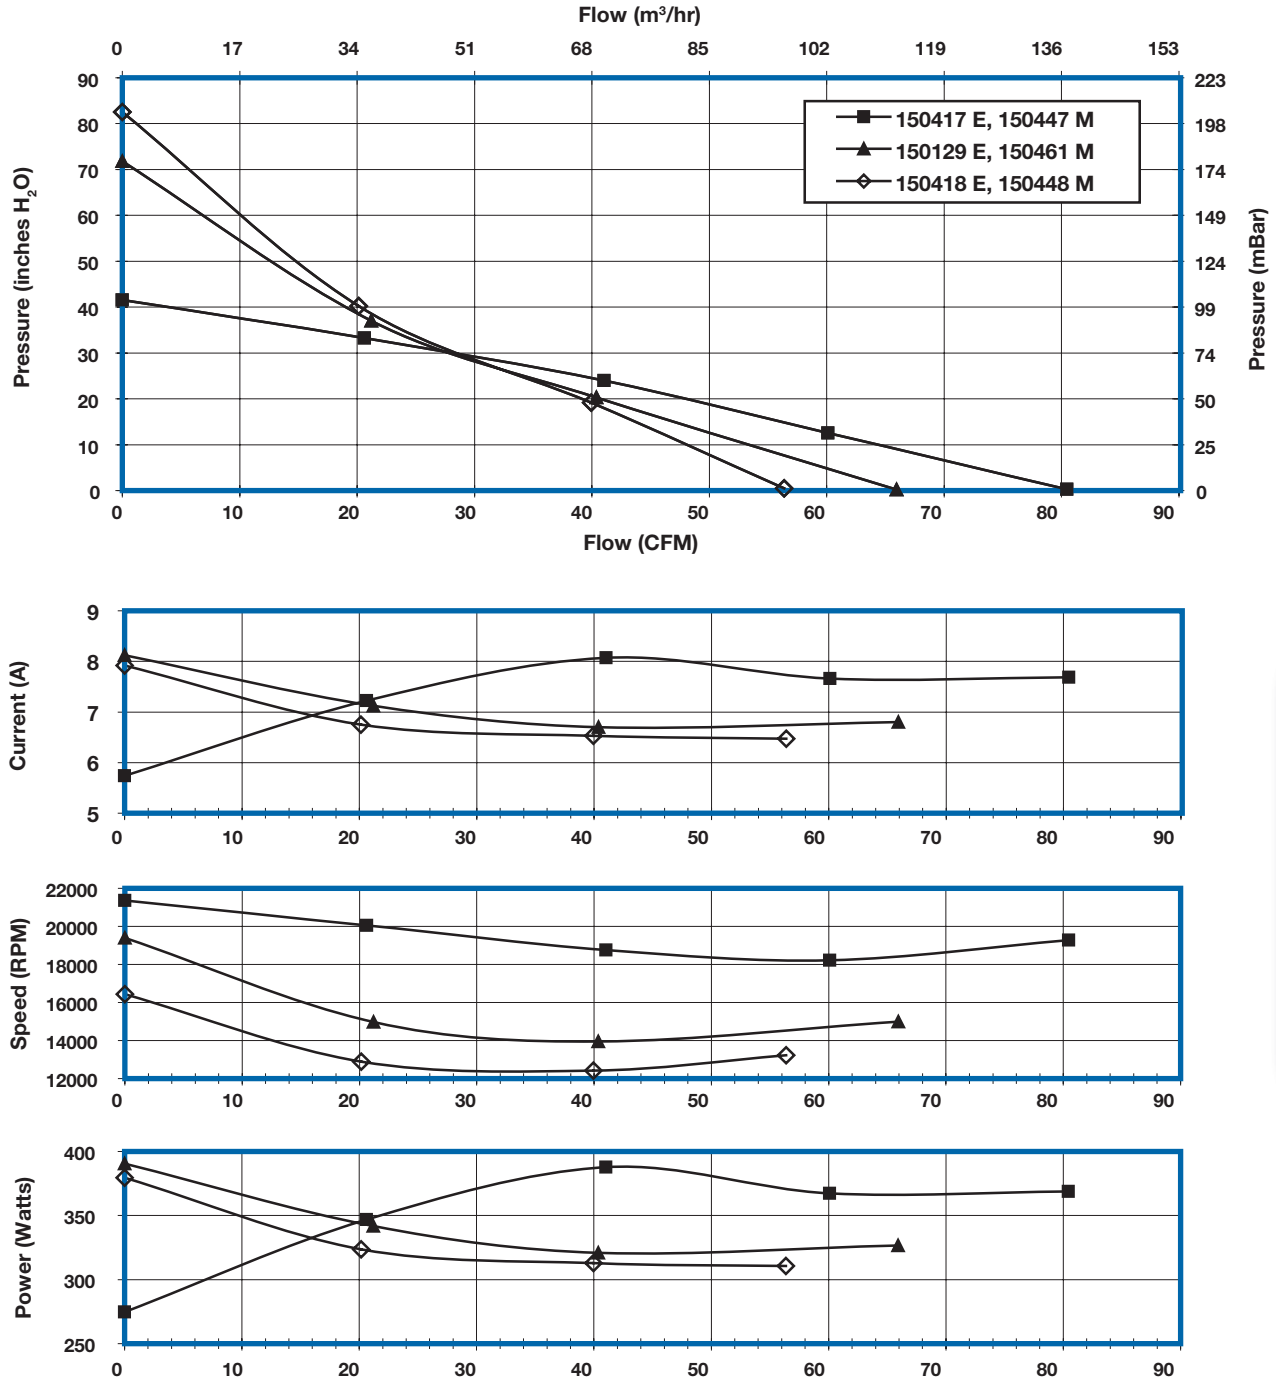 Flow (m³/hr)
0 17 34 51 68 85 102 119 136 153
90 223
80 198
70 174
60 149
50 124
40 99
30 74
20 50
10 25
0 0
Pressure (inches H₂O)
Pressure (mBar)
150417 E, 150447 M
150129 E, 150461 M
150418 E, 150448 M
0 10 20 30 40 50 60 70 80 90
Flow (CFM)
Current (A)
9
8
7
6
5
0 10 20 30 40 50 60 70 80 90
Speed (RPM)
22000
20000
18000
16000
14000
12000
0 10 20 30 40 50 60 70 80 90
Power (Watts)
400
350
300
250
0 10 20 30 40 50 60 70 80 90